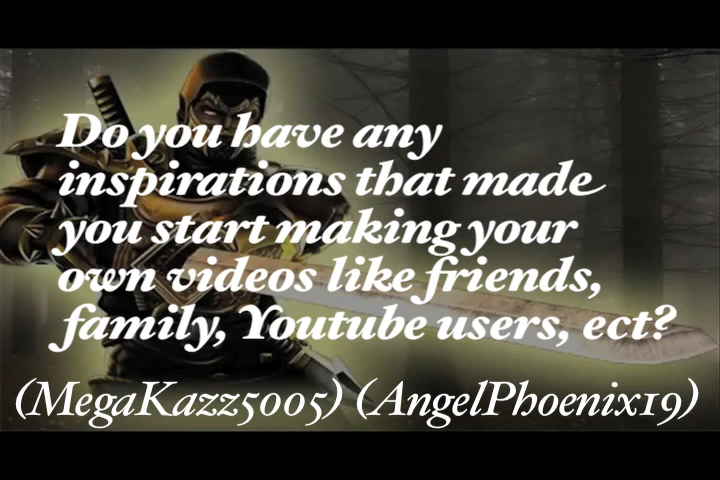 Do you have any
inspirations that made
you start making your
own videos like friends,
family, Youtube users, ect?
(MegaKazz5005) (AngelPhoenix19)